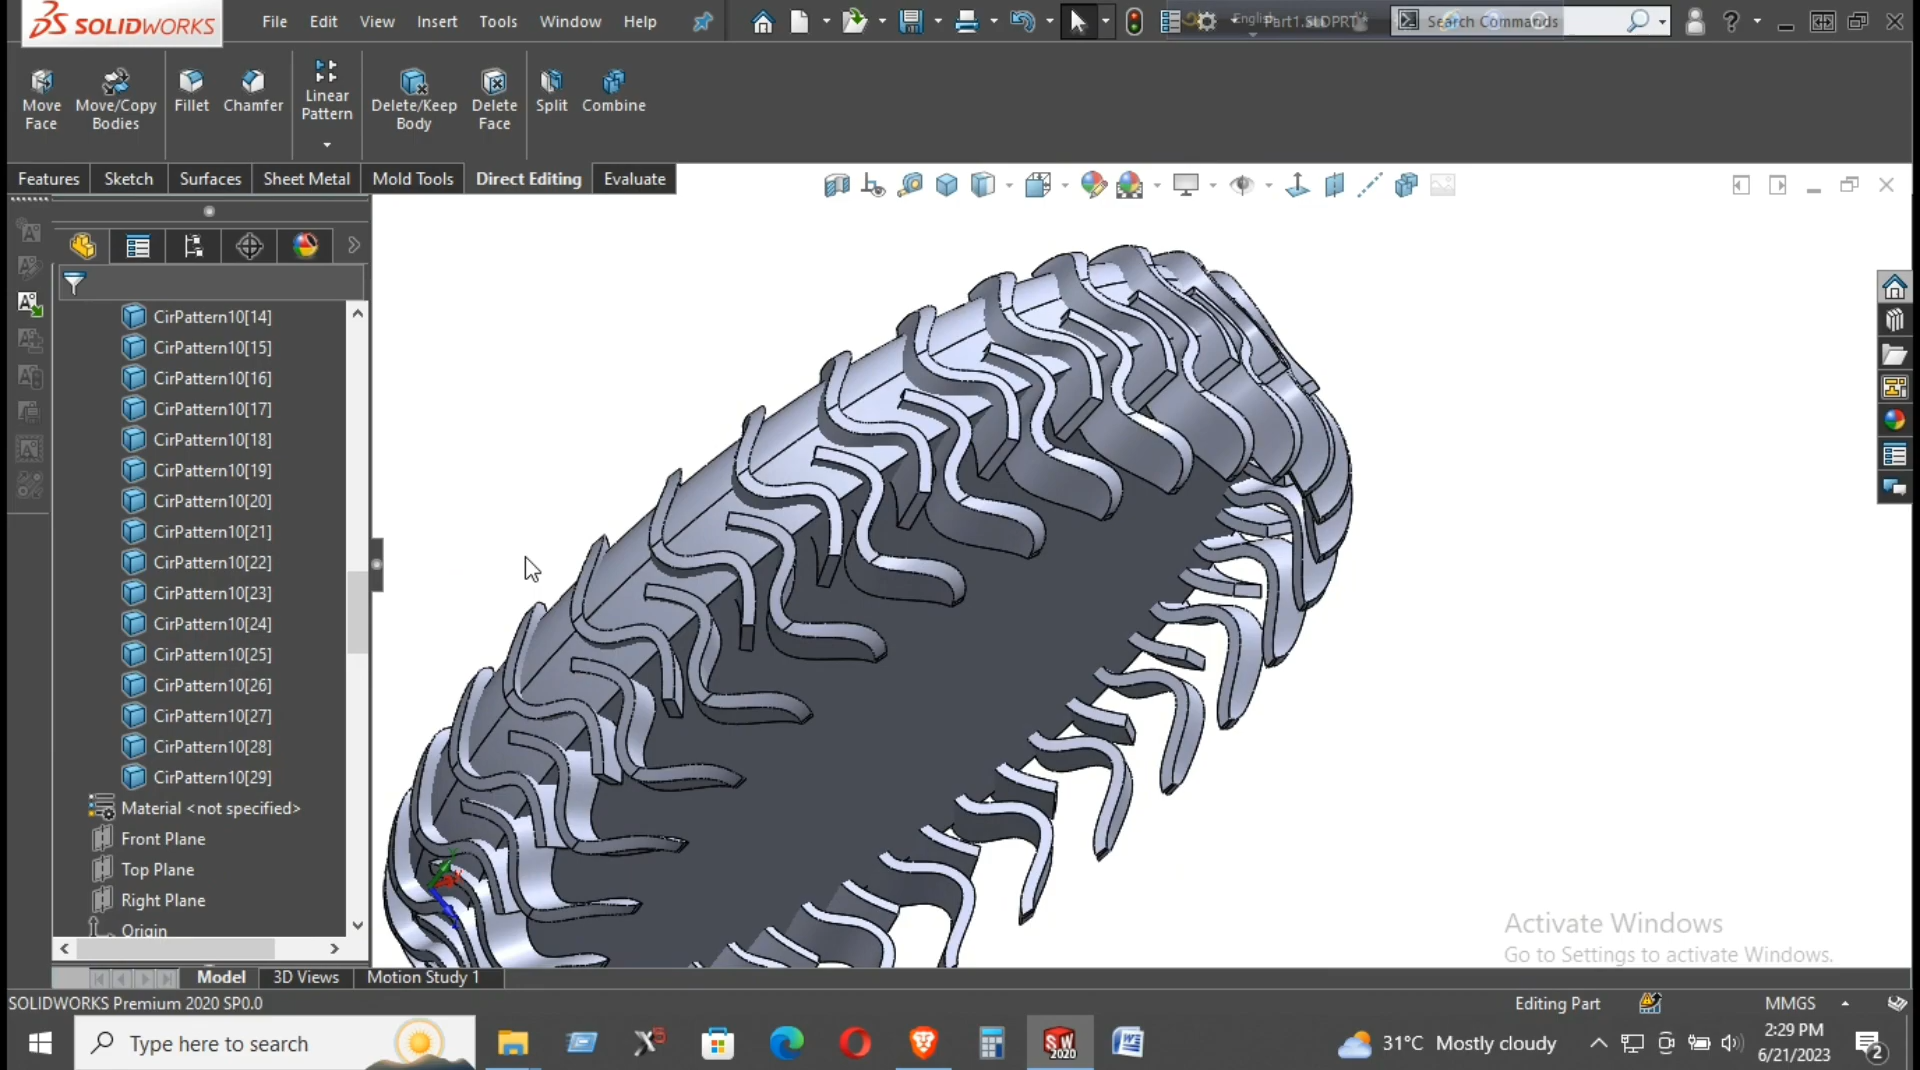 SOLIDWORKS
File Edit View Insert Tools Window Help
English
Part1.SLDPRT *
Search Commands
Move Face
Move/Copy Bodies
Fillet
Chamfer
Linear Pattern
Delete/Keep Body
Delete Face
Split
Combine
Features Sketch Surfaces Sheet Metal Mold Tools Direct Editing Evaluate
CirPattern10[14]
CirPattern10[15]
CirPattern10[16]
CirPattern10[17]
CirPattern10[18]
CirPattern10[19]
CirPattern10[20]
CirPattern10[21]
CirPattern10[22]
CirPattern10[23]
CirPattern10[24]
CirPattern10[25]
CirPattern10[26]
CirPattern10[27]
CirPattern10[28]
CirPattern10[29]
Material <not specified>
Front Plane
Top Plane
Right Plane
Origin
Activate Windows
Go to Settings to activate Windows.
Model 3D Views Motion Study 1
SOLIDWORKS Premium 2020 SP0.0
Editing Part
MMGS
Type here to search
SW 2020
31°C Mostly cloudy
2:29 PM
6/21/2023
2